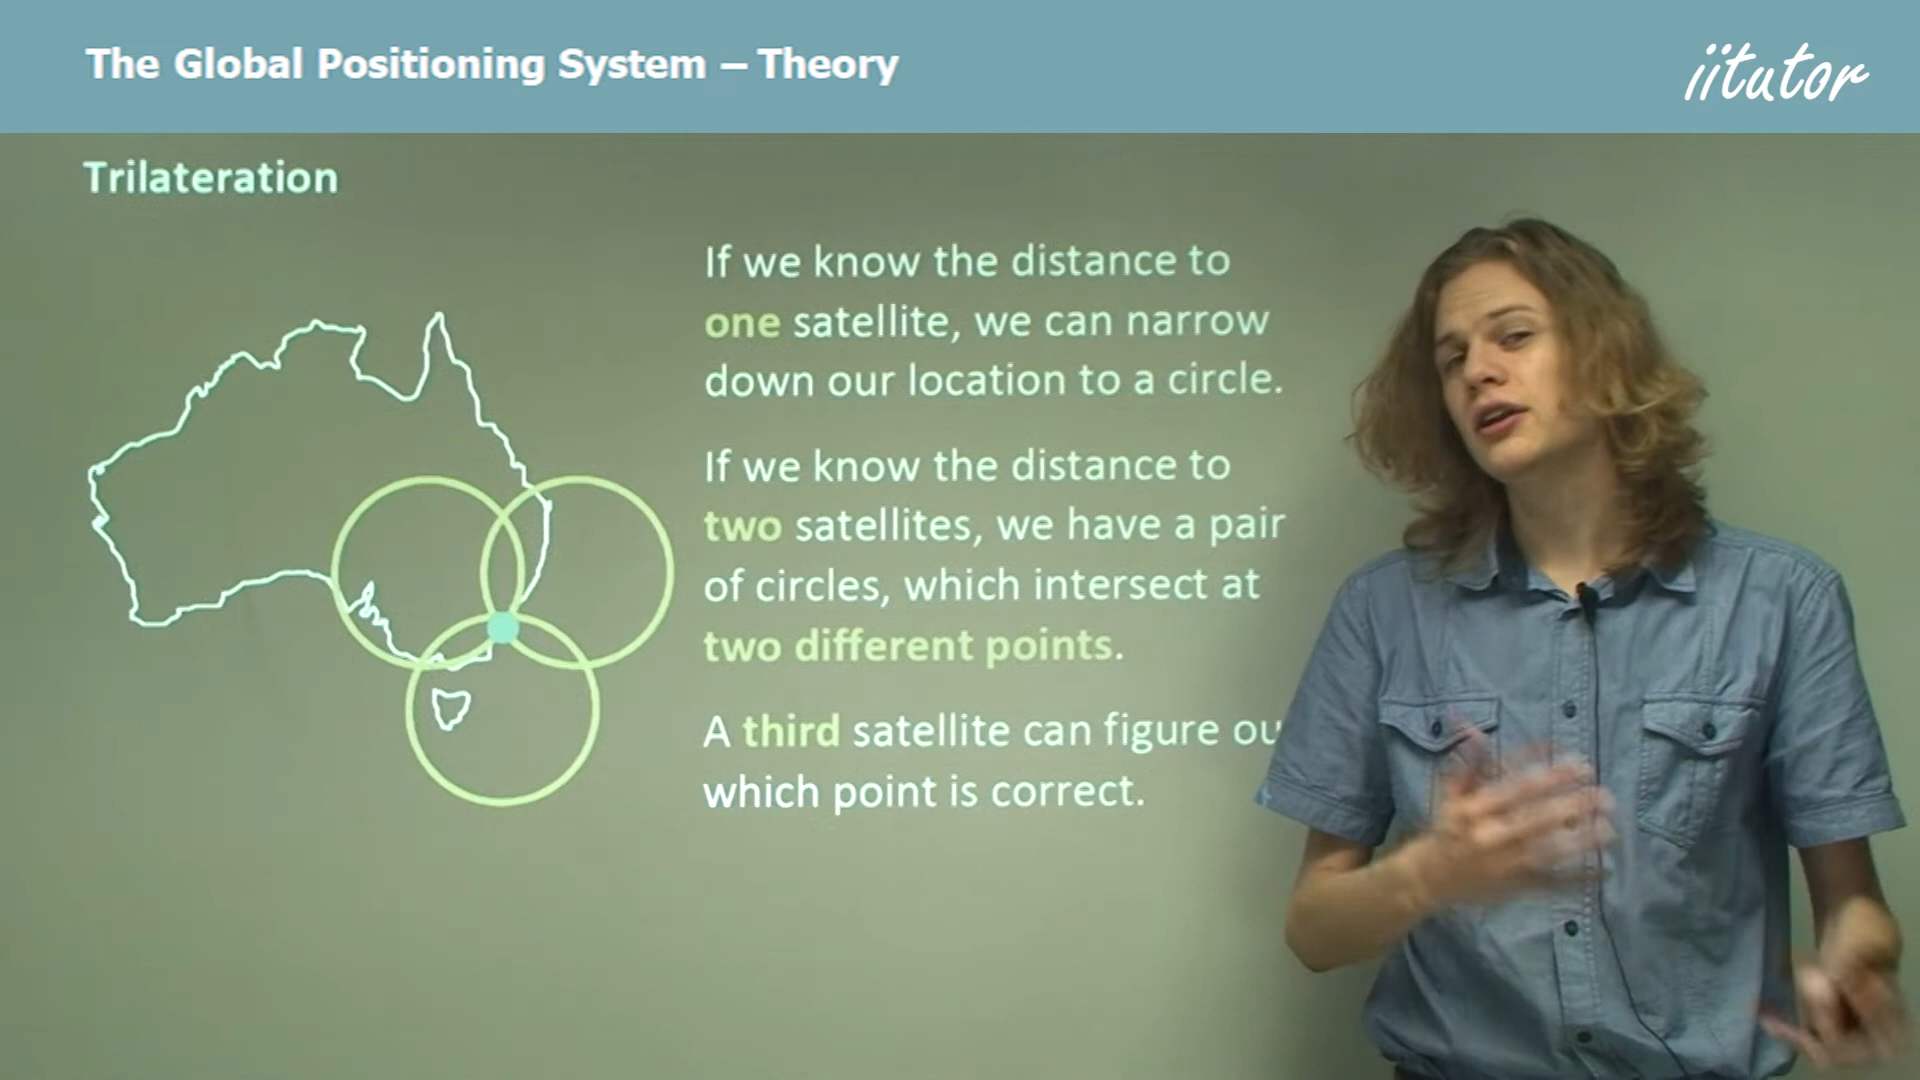 The Global Positioning System – Theory
iitutor
Trilateration
If we know the distance to
one satellite, we can narrow
down our location to a circle.
If we know the distance to
two satellites, we have a pair
of circles, which intersect at
two different points.
A third satellite can figure ou
which point is correct.